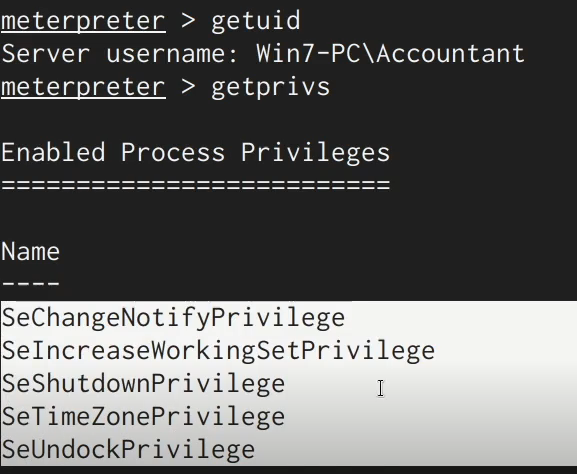 meterpreter > getuid
Server username: Win7-PC\Accountant
meterpreter > getprivs
Enabled Process Privileges
==========================
Name
----
SeChangeNotifyPrivilege
SeIncreaseWorkingSetPrivilege
SeShutdownPrivilege
SeTimeZonePrivilege
SeUndockPrivilege